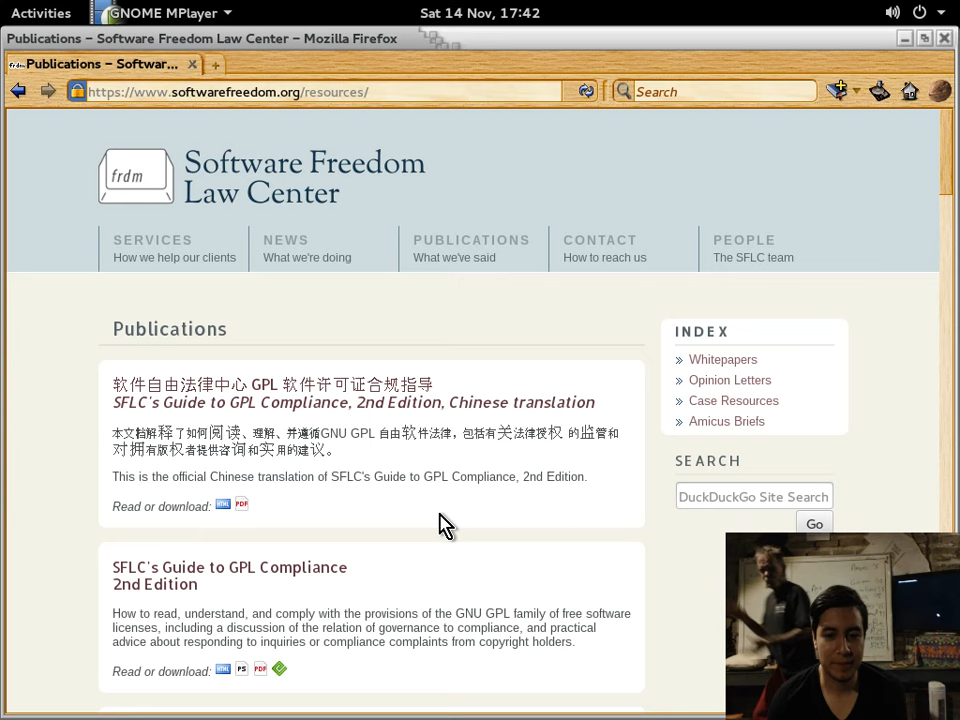 Activities GNOME MPlayer Sat 14 Nov, 17:42
Publications – Software Freedom Law Center – Mozilla Firefox
frdm Publications – Softwar...
https://www.softwarefreedom.org/resources/ Search
frdm Software Freedom
Law Center
SERVICES NEWS PUBLICATIONS CONTACT PEOPLE
How we help our clients What we're doing What we've said How to reach us The SFLC team
Publications
软件自由法律中心 GPL 软件许可证合规指导
SFLC's Guide to GPL Compliance, 2nd Edition, Chinese translation
本文档解释了如何阅读、理解、并遵循GNU GPL 自由软件法律，包括有关法律授权 的监管和
对拥有版权者提供咨询和实用的建议。
This is the official Chinese translation of SFLC's Guide to GPL Compliance, 2nd Edition.
Read or download: HTML PDF
SFLC's Guide to GPL Compliance
2nd Edition
How to read, understand, and comply with the provisions of the GNU GPL family of free software
licenses, including a discussion of the relation of governance to compliance, and practical
advice about responding to inquiries or compliance complaints from copyright holders.
Read or download: HTML PS PDF
INDEX
Whitepapers
Opinion Letters
Case Resources
Amicus Briefs
SEARCH
DuckDuckGo Site Search
Go